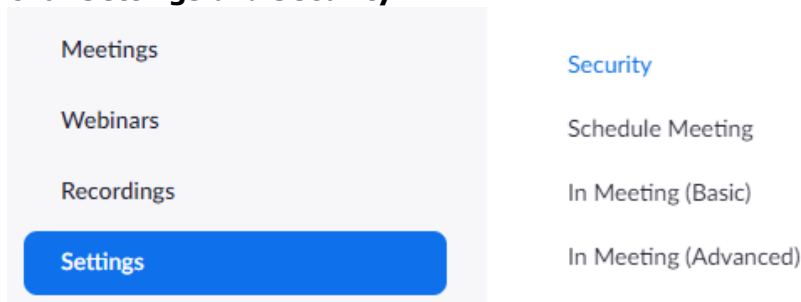 Meetings
Webinars
Recordings
Settings
Security
Schedule Meeting
In Meeting (Basic)
In Meeting (Advanced)